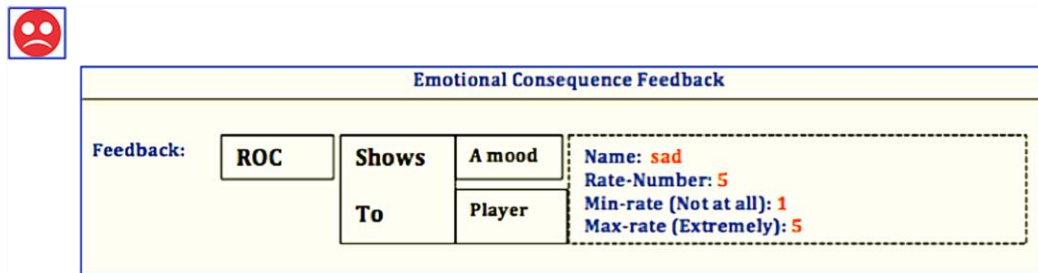 Emotional Consequence Feedback
Feedback:
ROC
Shows
A mood
To
Player
Name: sad
Rate-Number: 5
Min-rate (Not at all): 1
Max-rate (Extremely): 5